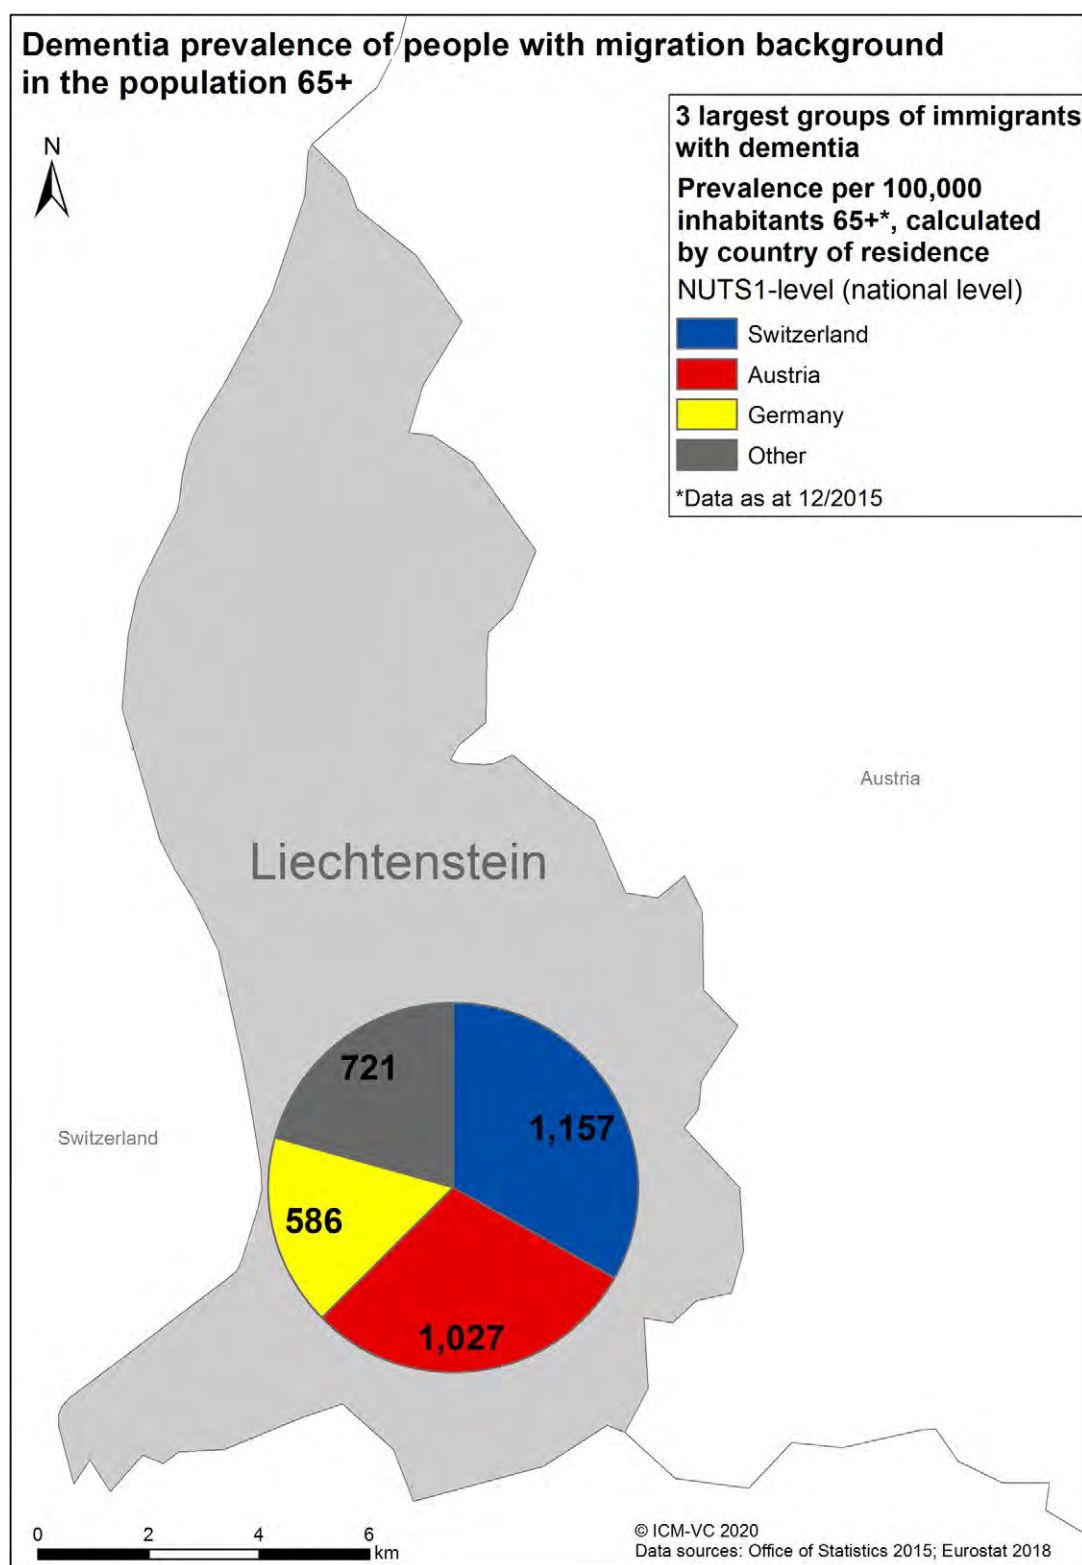 Dementia prevalence of people with migration background
in the population 65+
N
3 largest groups of immigrants
with dementia
Prevalence per 100,000
inhabitants 65+*, calculated
by country of residence
NUTS1-level (national level)
Switzerland
Austria
Germany
Other
*Data as at 12/2015
Austria
Liechtenstein
721
1,157
Switzerland
586
1,027
0 2 4 6
km
© ICM-VC 2020
Data sources: Office of Statistics 2015; Eurostat 2018